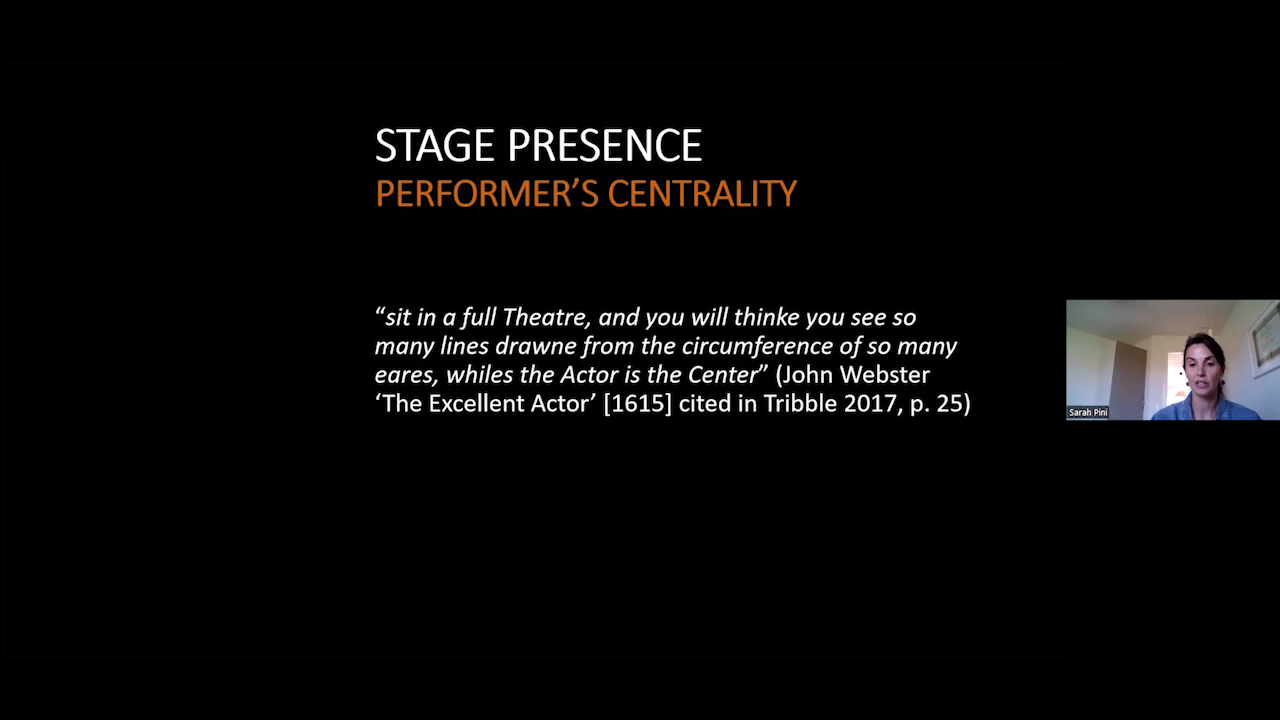 STAGE PRESENCE
PERFORMER’S CENTRALITY
“sit in a full Theatre, and you will thinke you see so
many lines drawne from the circumference of so many
eares, whiles the Actor is the Center” (John Webster
‘The Excellent Actor’ [1615] cited in Tribble 2017, p. 25)
Sarah Pini